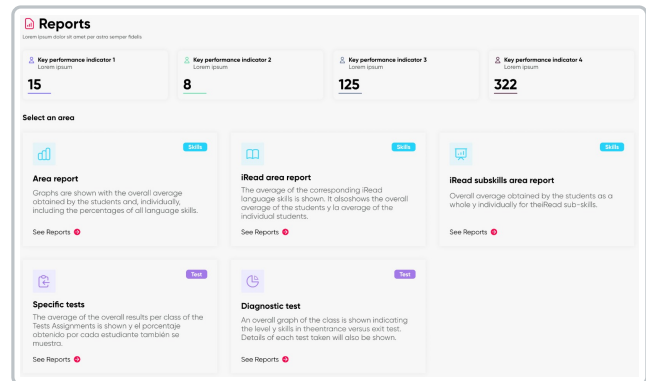 Reports
Lorem ipsum dolor sit amet per astra semper fidelis
Key performance indicator 1
Lorem ipsum
15
Key performance indicator 2
Lorem ipsum
8
Key performance indicator 3
Lorem ipsum
125
Key performance indicator 4
Lorem ipsum
322
Select an area
Skills
Area report
Graphs are shown with the overall average
obtained by the students and, individually,
including the percentages of all language skills.
See Reports
Skills
iRead area report
The average of the corresponding iRead
language skills is shown. It alsoshows the overall
average of the students y la average of the
individual students.
See Reports
Skills
iRead subskills area report
Overall average obtained by the students as a
whole y individually for theiRead sub-skills.
See Reports
Test
Specific tests
The average of the overall results per class of the
Tests Assignments is shown y el porcentaje
obtenido por cada estudiante también se
muestra.
See Reports
Test
Diagnostic test
An overall graph of the class is shown indicating
the level y skills in theentrance versus exit test.
Details of each test taken will also be shown.
See Reports